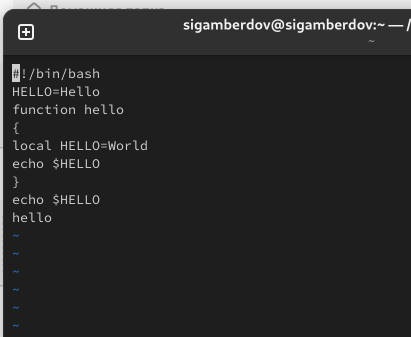 sigamberdov@sigamberdov:~ — /
~
#!/bin/bash
HELLO=Hello
function hello
{
local HELLO=World
echo $HELLO
}
echo $HELLO
hello
~
~
~
~
~
~